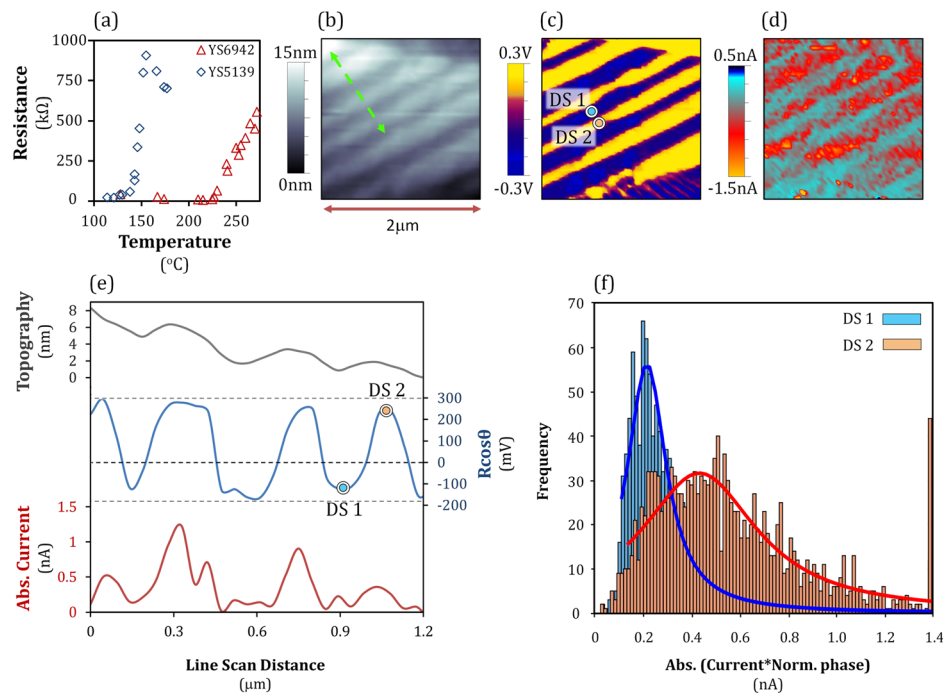 (a)
(b)
(c)
(d)
Resistance
(kΩ)
1000
750
500
250
0
100
150
200
250
Temperature
(°C)
YS6942
YS5139
15nm
0nm
2μm
0.3V
-0.3V
DS 1
DS 2
0.5nA
-1.5nA
(e)
Topography
(nm)
8
6
4
2
0
DS 2
300
200
100
0
-100
-200
Rcosθ
(mV)
DS 1
Abs. Current
(nA)
1.5
1
0.5
0
0
0.3
0.6
0.9
1.2
Line Scan Distance
(μm)
(f)
Frequency
70
60
50
40
30
20
10
0
DS 1
DS 2
0
0.2
0.4
0.6
0.8
1.0
1.2
1.4
Abs. (Current*Norm. phase)
(nA)